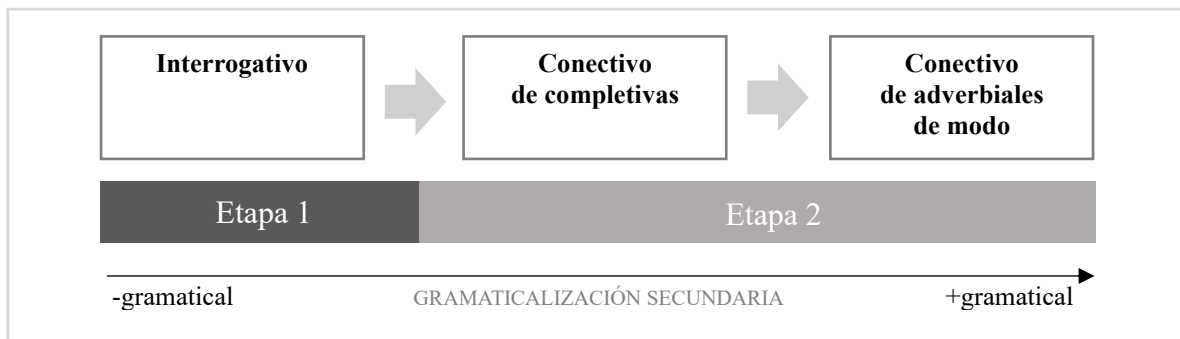 Interrogativo
Conectivo
de completivas
Conectivo
de adverbiales
de modo
Etapa 1
Etapa 2
-gramatical
GRAMATICALIZACIÓN SECUNDARIA
+gramatical